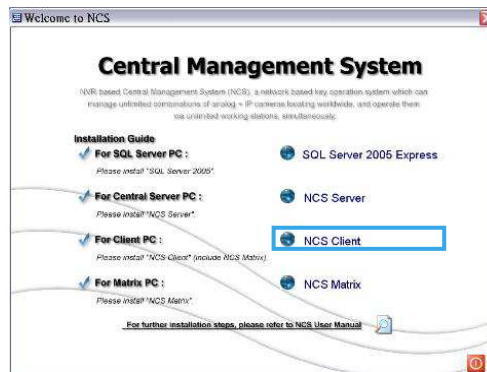 Welcome to NCS
Central Management System
NVR based Central Management System (NCS), a network based key operation system which can
manage unlimited combinations of analog + IP cameras locating worldwide, and operate them
via unlimited working stations, simultaneously.
Installation Guide
For SQL Server PC :
SQL Server 2005 Express
Please install "SQL Server 2005".
For Central Server PC :
NCS Server
Please install "NCS Server".
For Client PC :
NCS Client
Please install "NCS Client" (include NCS Matrix)
For Matrix PC :
NCS Matrix
Please install "NCS Matrix".
For further installation steps, please refer to NCS User Manual